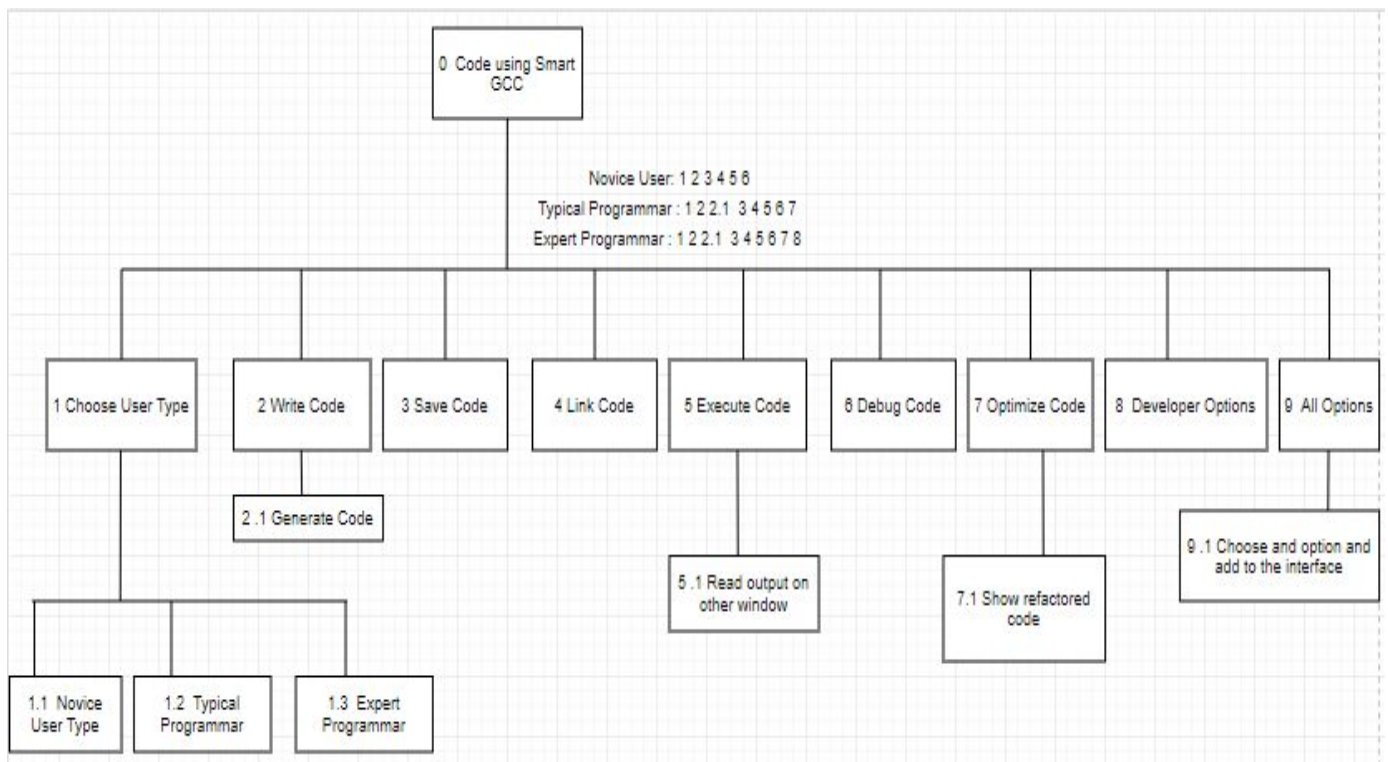 0 Code using Smart
GCC
Novice User: 1 2 3 4 5 6
Typical Programmar : 1 2 2.1 3 4 5 6 7
Expert Programmar : 1 2 2.1 3 4 5 6 7 8
1 Choose User Type
2 Write Code
3 Save Code
4 Link Code
5 Execute Code
6 Debug Code
7 Optimize Code
8 Developer Options
9 All Options
2 .1 Generate Code
9 .1 Choose and option and
add to the interface
5 .1 Read output on
other window
7.1 Show refactored
code
1.1 Novice
User Type
1.2 Typical
Programmar
1.3 Expert
Programmar